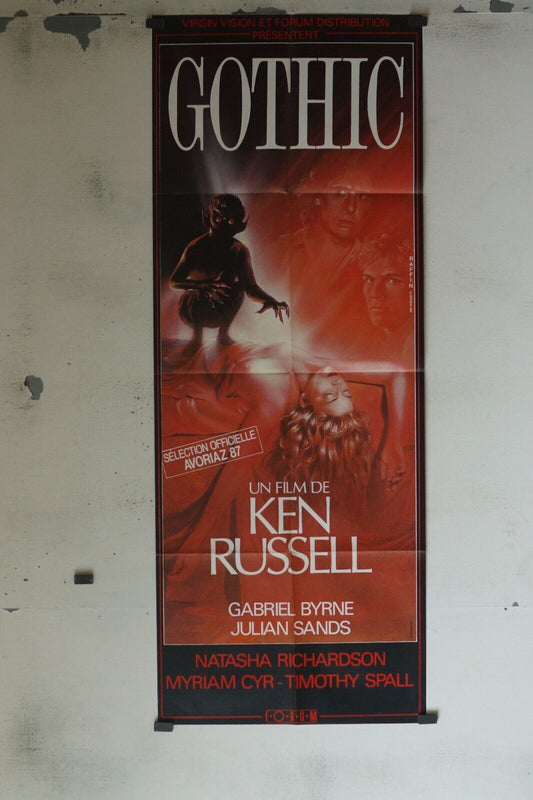 VIRGIN VISION ET FORUM DISTRIBUTION
PRÉSENTENT
GOTHIC
SÉLECTION OFFICIELLE
AVORIAZ 87
UN FILM DE
KEN
RUSSELL
GABRIEL BYRNE
JULIAN SANDS
NATASHA RICHARDSON
MYRIAM CYR - TIMOTHY SPALL
F·O·R·U·M